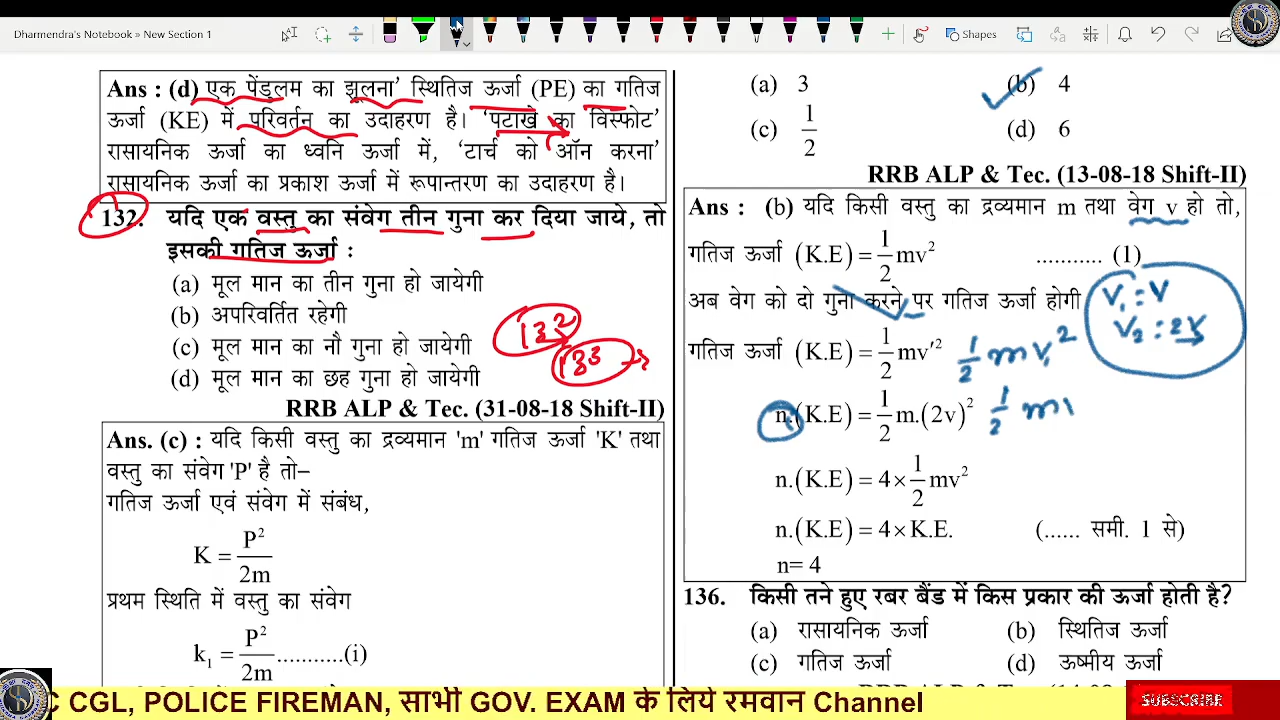 Dharmendra's Notebook » New Section 1
Shapes
Ans : (d) एक पेंडुलम का झूलना' स्थितिज ऊर्जा (PE) का गतिज
ऊर्जा (KE) में परिवर्तन का उदाहरण है। 'पटाखे का विस्फोट'
रासायनिक ऊर्जा का ध्वनि ऊर्जा में, 'टार्च को ऑन करना'
रासायनिक ऊर्जा का प्रकाश ऊर्जा में रूपान्तरण का उदाहरण है।
132. यदि एक वस्तु का संवेग तीन गुना कर दिया जाये, तो
इसकी गतिज ऊर्जा :
(a) मूल मान का तीन गुना हो जायेगी
(b) अपरिवर्तित रहेगी
(c) मूल मान का नौ गुना हो जायेगी
(d) मूल मान का छह गुना हो जायेगी
132
133
RRB ALP & Tec. (31-08-18 Shift-II)
Ans. (c) : यदि किसी वस्तु का द्रव्यमान 'm' गतिज ऊर्जा 'K' तथा
वस्तु का संवेग 'P' है तो–
गतिज ऊर्जा एवं संवेग में संबंध,
K = P²/2m
प्रथम स्थिति में वस्तु का संवेग
k₁ = P²/2m...........(i)
(a) 3 (b) 4
(c) 1/2 (d) 6
RRB ALP & Tec. (13-08-18 Shift-II)
Ans : (b) यदि किसी वस्तु का द्रव्यमान m तथा वेग v हो तो,
गतिज ऊर्जा (K.E) = 1/2 mv² ........... (1)
अब वेग को दो गुना करने पर गतिज ऊर्जा होगी
V₁ : V
V₂ : 2V
गतिज ऊर्जा (K.E) = 1/2 mv'² 1/2 m V₁²
n.(K.E) = 1/2 m.(2v)² 1/2 m
n.(K.E) = 4 × 1/2 mv²
n.(K.E) = 4 × K.E. (...... समी. 1 से)
n= 4
136. किसी तने हुए रबर बैंड में किस प्रकार की ऊर्जा होती है?
(a) रासायनिक ऊर्जा (b) स्थितिज ऊर्जा
(c) गतिज ऊर्जा (d) ऊष्मीय ऊर्जा
C CGL, POLICE FIREMAN, साभी GOV. EXAM के लिये रमवान Channel
SUBSCRIBE